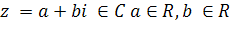 z = a + bi ∈ C a ∈ R, b ∈ R